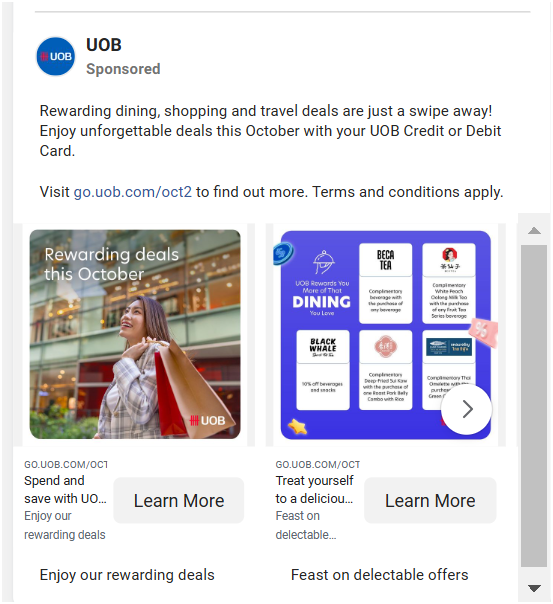 UOB
UOB
Sponsored
Rewarding dining, shopping and travel deals are just a swipe away!
Enjoy unforgettable deals this October with your UOB Credit or Debit
Card.
Visit go.uob.com/oct2 to find out more. Terms and conditions apply.
Rewarding deals
this October
UOB
UOB Rewards You
More of That
DINING
You Love
BECA
TEA
Complimentary
beverage with the
purchase of
any beverage
Complimentary
White Peach
Oolong Milk Tea
with the purchase
of any Fruit Tea
Series beverage
BLACK
WHALE
10% off beverages
and snacks
Complimentary
Deep-Fried Sui Kaw
with the purchase of
one Roast Pork Belly
Combo with Rice
Complimentary Thai
Omelette with
purchase of
Green
GO.UOB.COM/OCT
Spend and
save with UO...
Enjoy our
rewarding deals
Learn More
GO.UOB.COM/OCT
Treat yourself
to a deliciou...
Feast on
delectable...
Learn More
Enjoy our rewarding deals
Feast on delectable offers